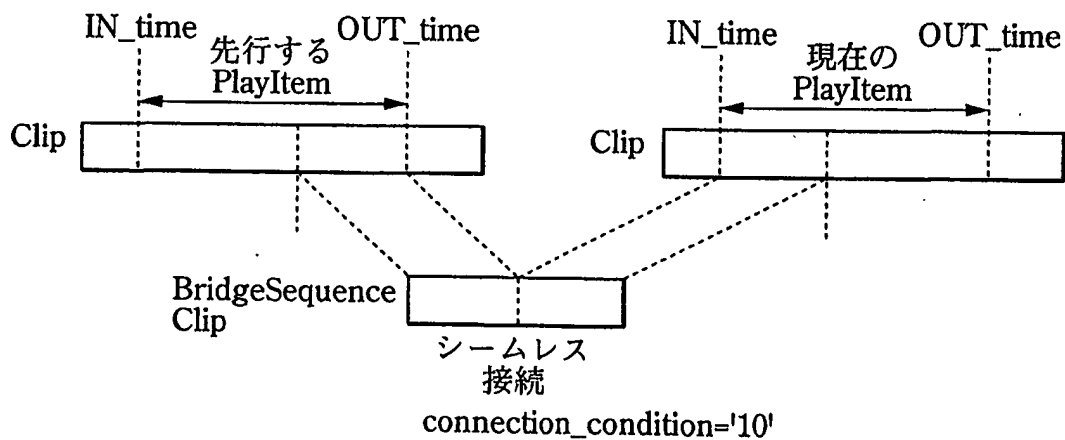 IN_time
OUT_time
先行する
PlayItem
Clip
IN_time
OUT_time
現在の
PlayItem
Clip
BridgeSequence
Clip
シームレス
接続
connection_condition='10'